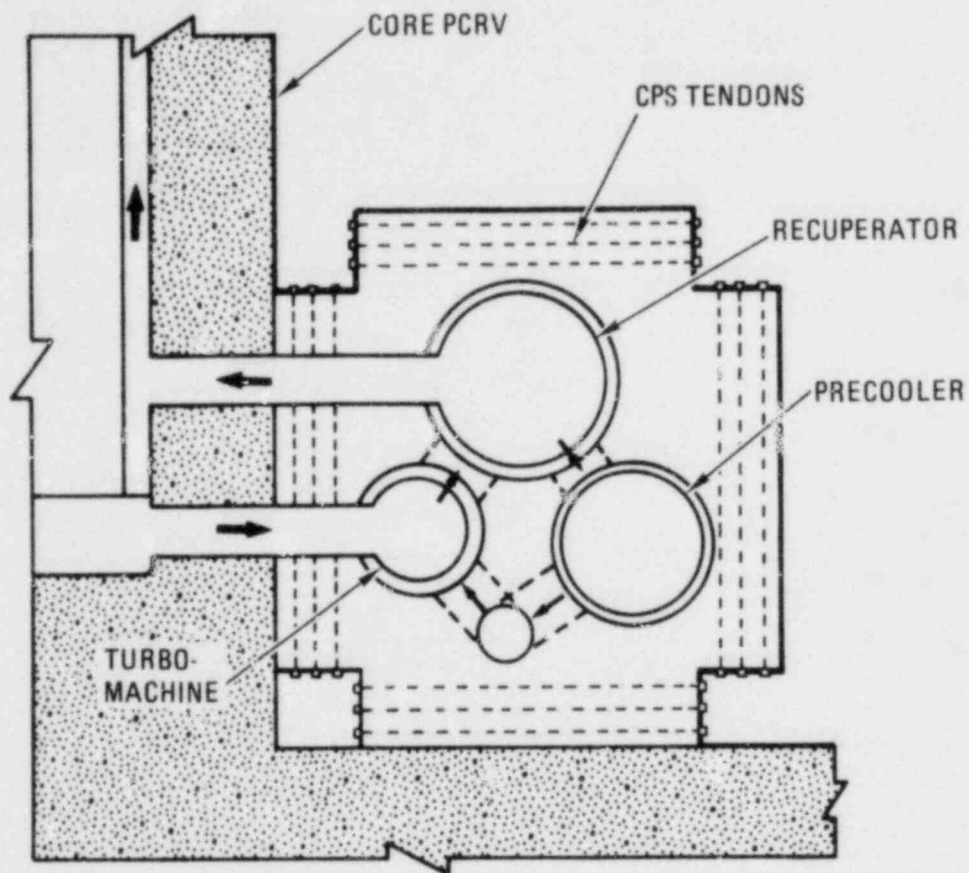 CORE PCRV
CPS TENDONS
RECUPERATOR
PRECOOLER
TURBO-
MACHINE